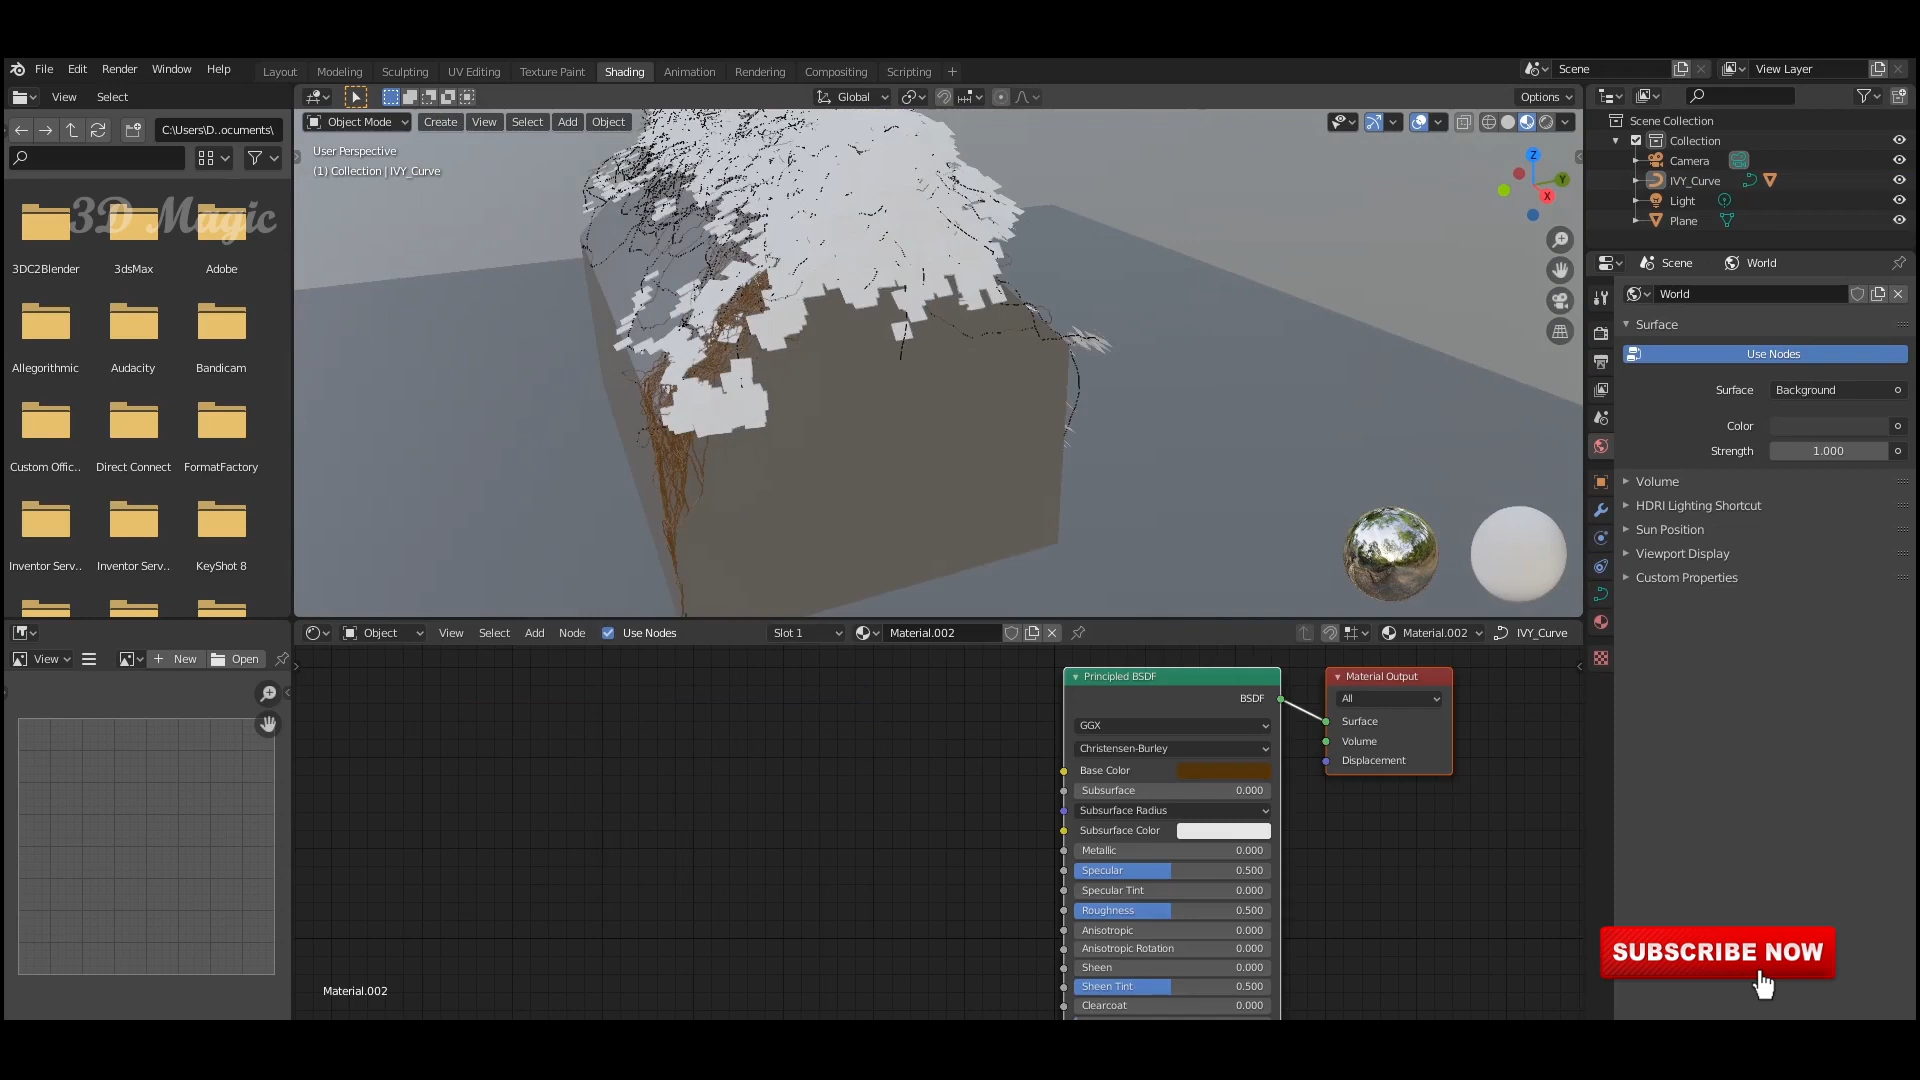 File Edit Render Window Help
Layout Modeling Sculpting UV Editing Texture Paint Shading Animation Rendering Compositing Scripting
Scene View Layer
View Select
Global Options
C:\Users\D..ocuments\
Object Mode Create View Select Add Object
User Perspective
(1) Collection | IVY_Curve
Z
Y
X
3D Magic
3DC2Blender 3dsMax Adobe
Allegorithmic Audacity Bandicam
Custom Offic.. Direct Connect FormatFactory
Inventor Serv.. Inventor Serv.. KeyShot 8
Scene Collection
Collection
Camera
IVY_Curve
Light
Plane
Scene World
World
Surface
Use Nodes
Surface Background
Color
Strength 1.000
Volume
HDRI Lighting Shortcut
Sun Position
Viewport Display
Custom Properties
Object View Select Add Node Use Nodes Slot 1 Material.002 Material.002 IVY_Curve
View New Open
Principled BSDF
BSDF
GGX
Christensen-Burley
Base Color
Subsurface 0.000
Subsurface Radius
Subsurface Color
Metallic 0.000
Specular 0.500
Specular Tint 0.000
Roughness 0.500
Anisotropic 0.000
Anisotropic Rotation 0.000
Sheen 0.000
Sheen Tint 0.500
Clearcoat 0.000
Material Output
All
Surface
Volume
Displacement
Material.002
SUBSCRIBE NOW